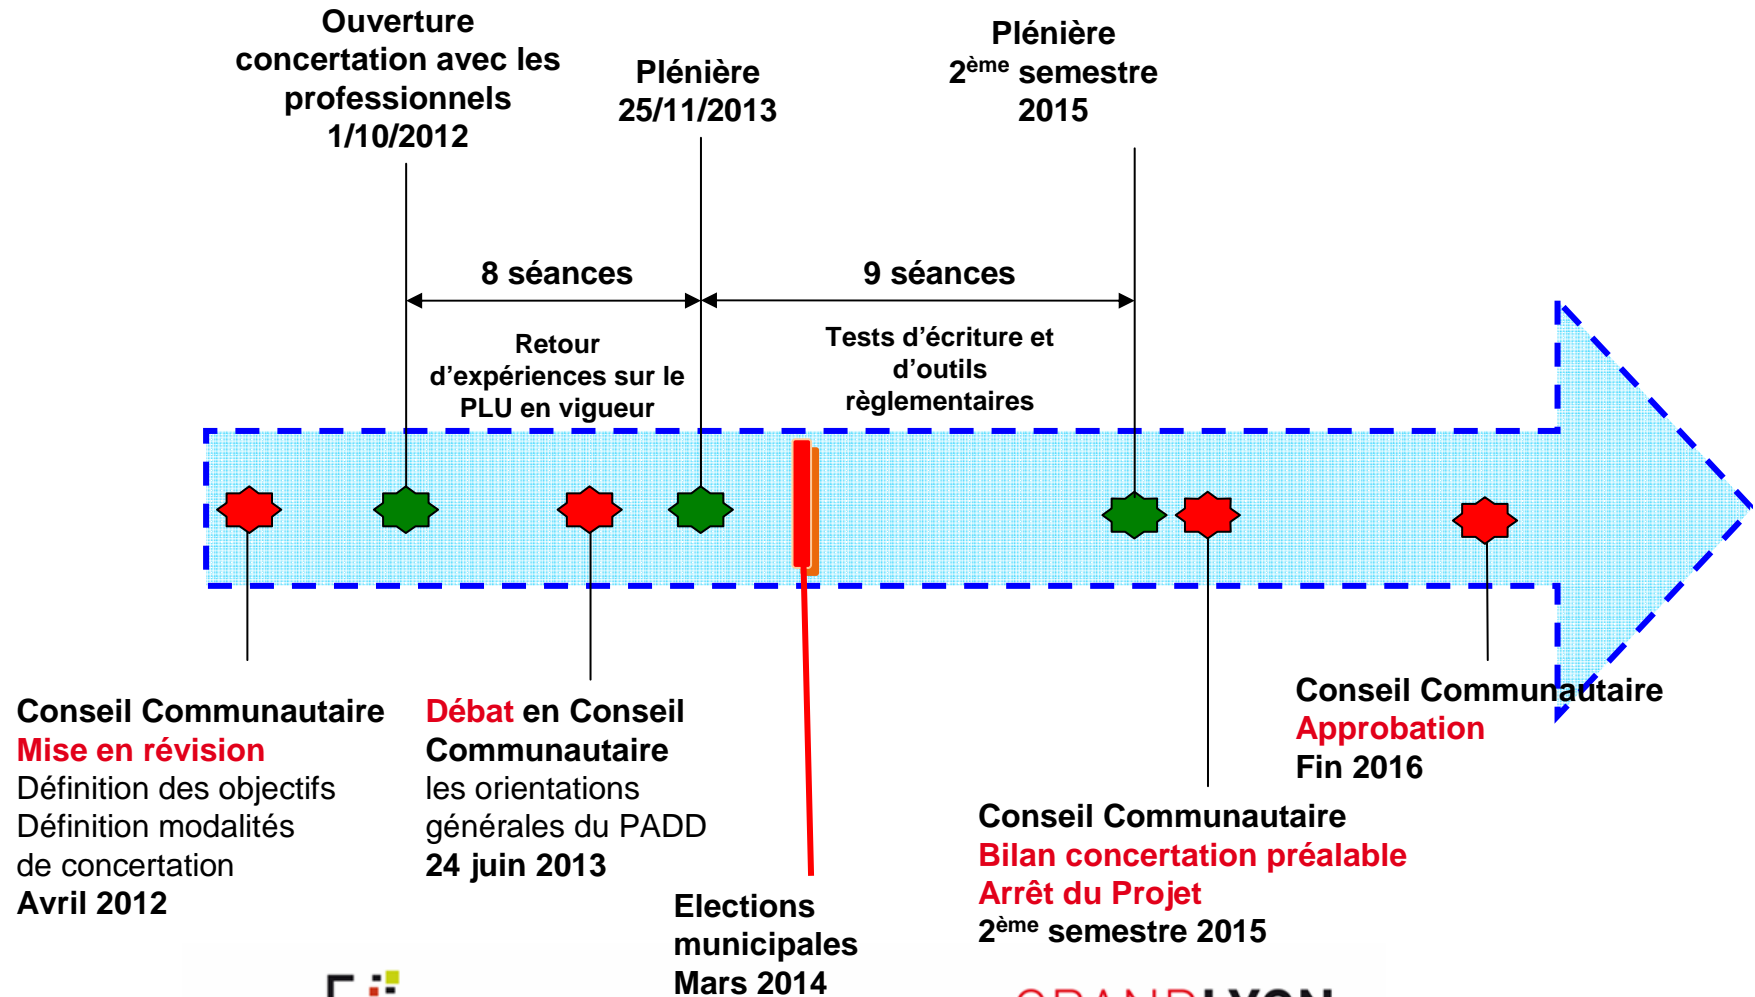 Ouverture
concertation avec les
professionnels
1/10/2012
Plénière
25/11/2013
Plénière
2ème semestre
2015
8 séances
9 séances
Retour
d'expériences sur le
PLU en vigueur
Tests d'écriture et
d'outils
règlementaires
Conseil Communautaire
Mise en révision
Définition des objectifs
Définition modalités
de concertation
Avril 2012
Débat en Conseil
Communautaire
les orientations
générales du PADD
24 juin 2013
Elections
municipales
Mars 2014
Conseil Communautaire
Bilan concertation préalable
Arrêt du Projet
2ème semestre 2015
Conseil Communautaire
Approbation
Fin 2016
GRANDLYON